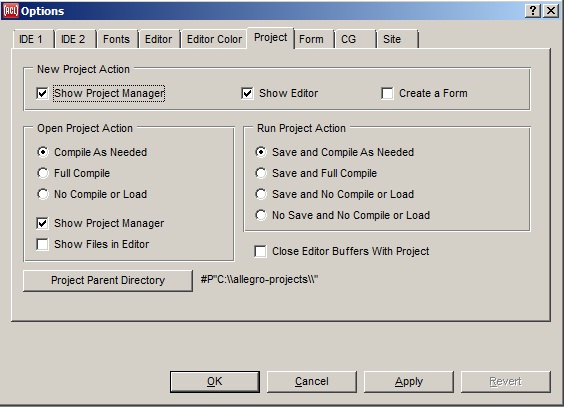 ACL Options ? X
IDE 1 IDE 2 Fonts Editor Editor Color Project Form CG Site
New Project Action
Show Project Manager Show Editor Create a Form
Open Project Action Run Project Action
Compile As Needed Save and Compile As Needed
Full Compile Save and Full Compile
No Compile or Load Save and No Compile or Load
No Save and No Compile or Load
Show Project Manager
Show Files in Editor Close Editor Buffers With Project
Project Parent Directory #P"C:\\allegro-projects\\"
OK Cancel Apply Revert